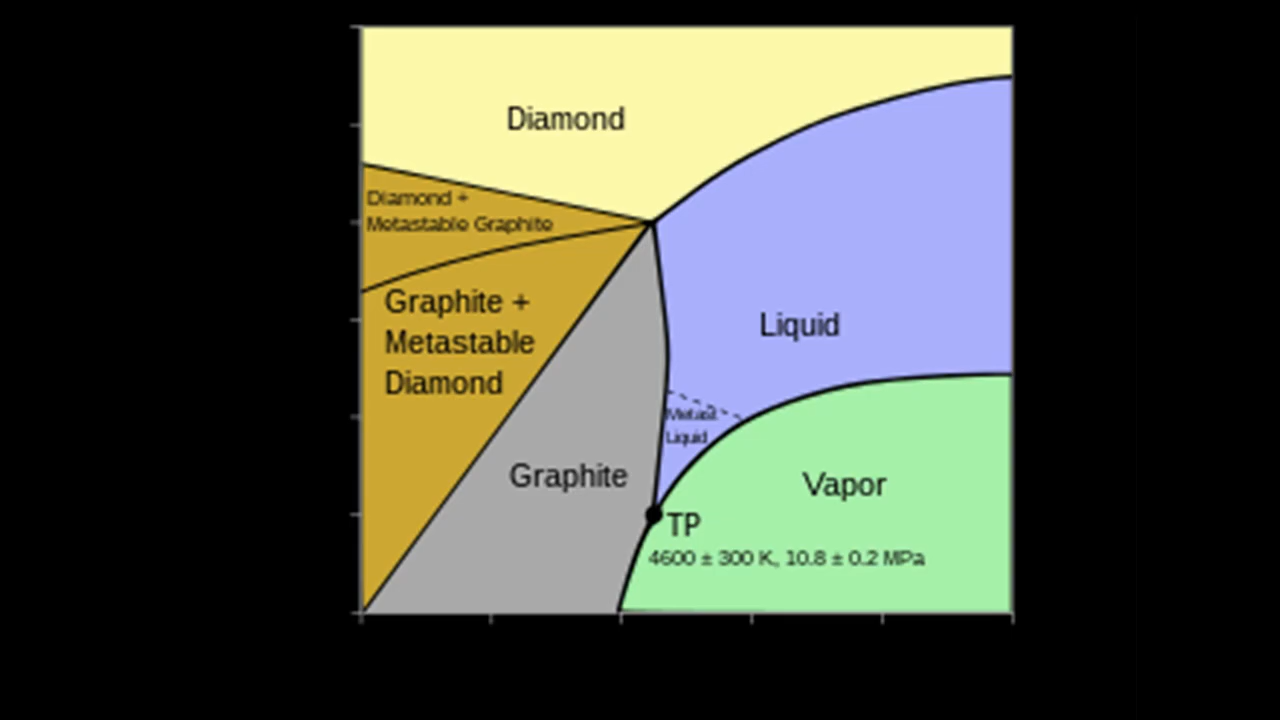 Diamond
Diamond +
Metastable Graphite
Graphite +
Metastable
Diamond
Liquid
Metast.
Liquid
Graphite
Vapor
TP
4600 ± 300 K, 10.8 ± 0.2 MPa